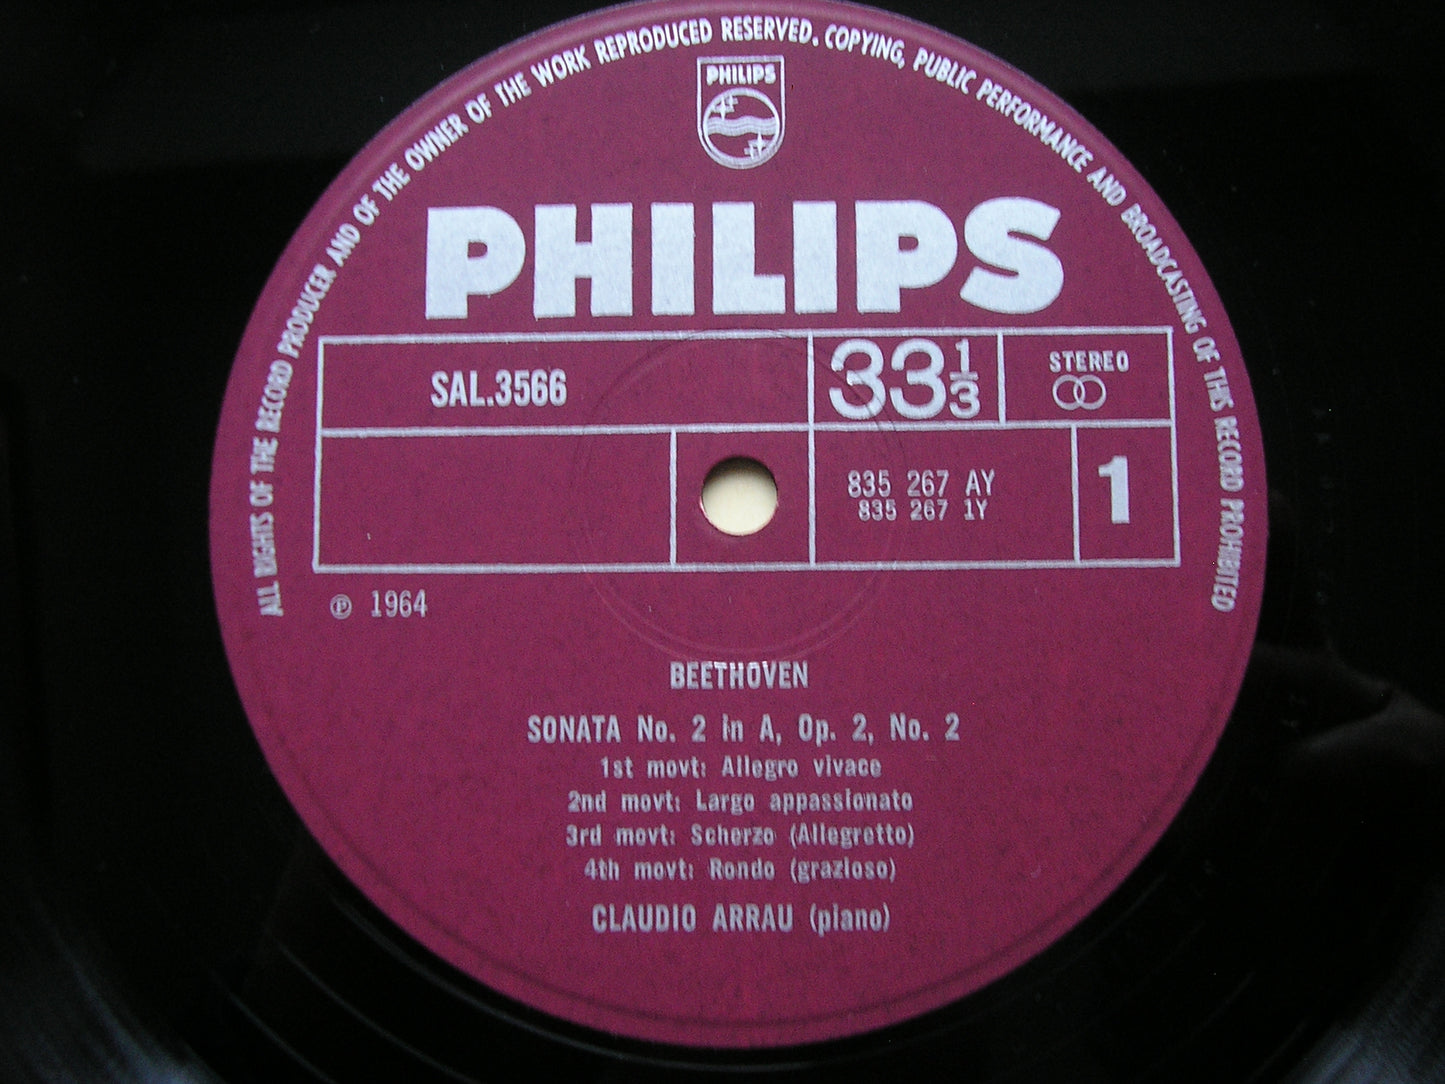 ALL RIGHTS OF THE RECORD PRODUCER AND OF THE OWNER OF THE WORK REPRODUCED RESERVED. COPYING, PUBLIC PERFORMANCE AND BROADCASTING OF THIS RECORD PROHIBITED
PHILIPS
PHILIPS
SAL.3566
33 1/3
STEREO
835 267 AY
835 267 1Y
1
℗ 1964
BEETHOVEN
SONATA No. 2 in A, Op. 2, No. 2
1st movt: Allegro vivace
2nd movt: Largo appassionato
3rd movt: Scherzo (Allegretto)
4th movt: Rondo (grazioso)
CLAUDIO ARRAU (piano)